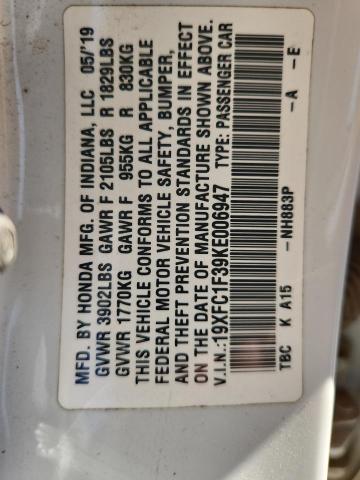 MFD. BY HONDA MFG. OF INDIANA, LLC 05/'19
GVWR 3902LBS GAWR F 2105LBS R 1829LBS
GVWR 1770KG GAWR F 955KG R 830KG
THIS VEHICLE CONFORMS TO ALL APPLICABLE
FEDERAL MOTOR VEHICLE SAFETY, BUMPER,
AND THEFT PREVENTION STANDARDS IN EFFECT
ON THE DATE OF MANUFACTURE SHOWN ABOVE.
V.I.N.:19XFC1F39KE006947 TYPE: PASSENGER CAR
TBC K A15 -NH883P -A -E